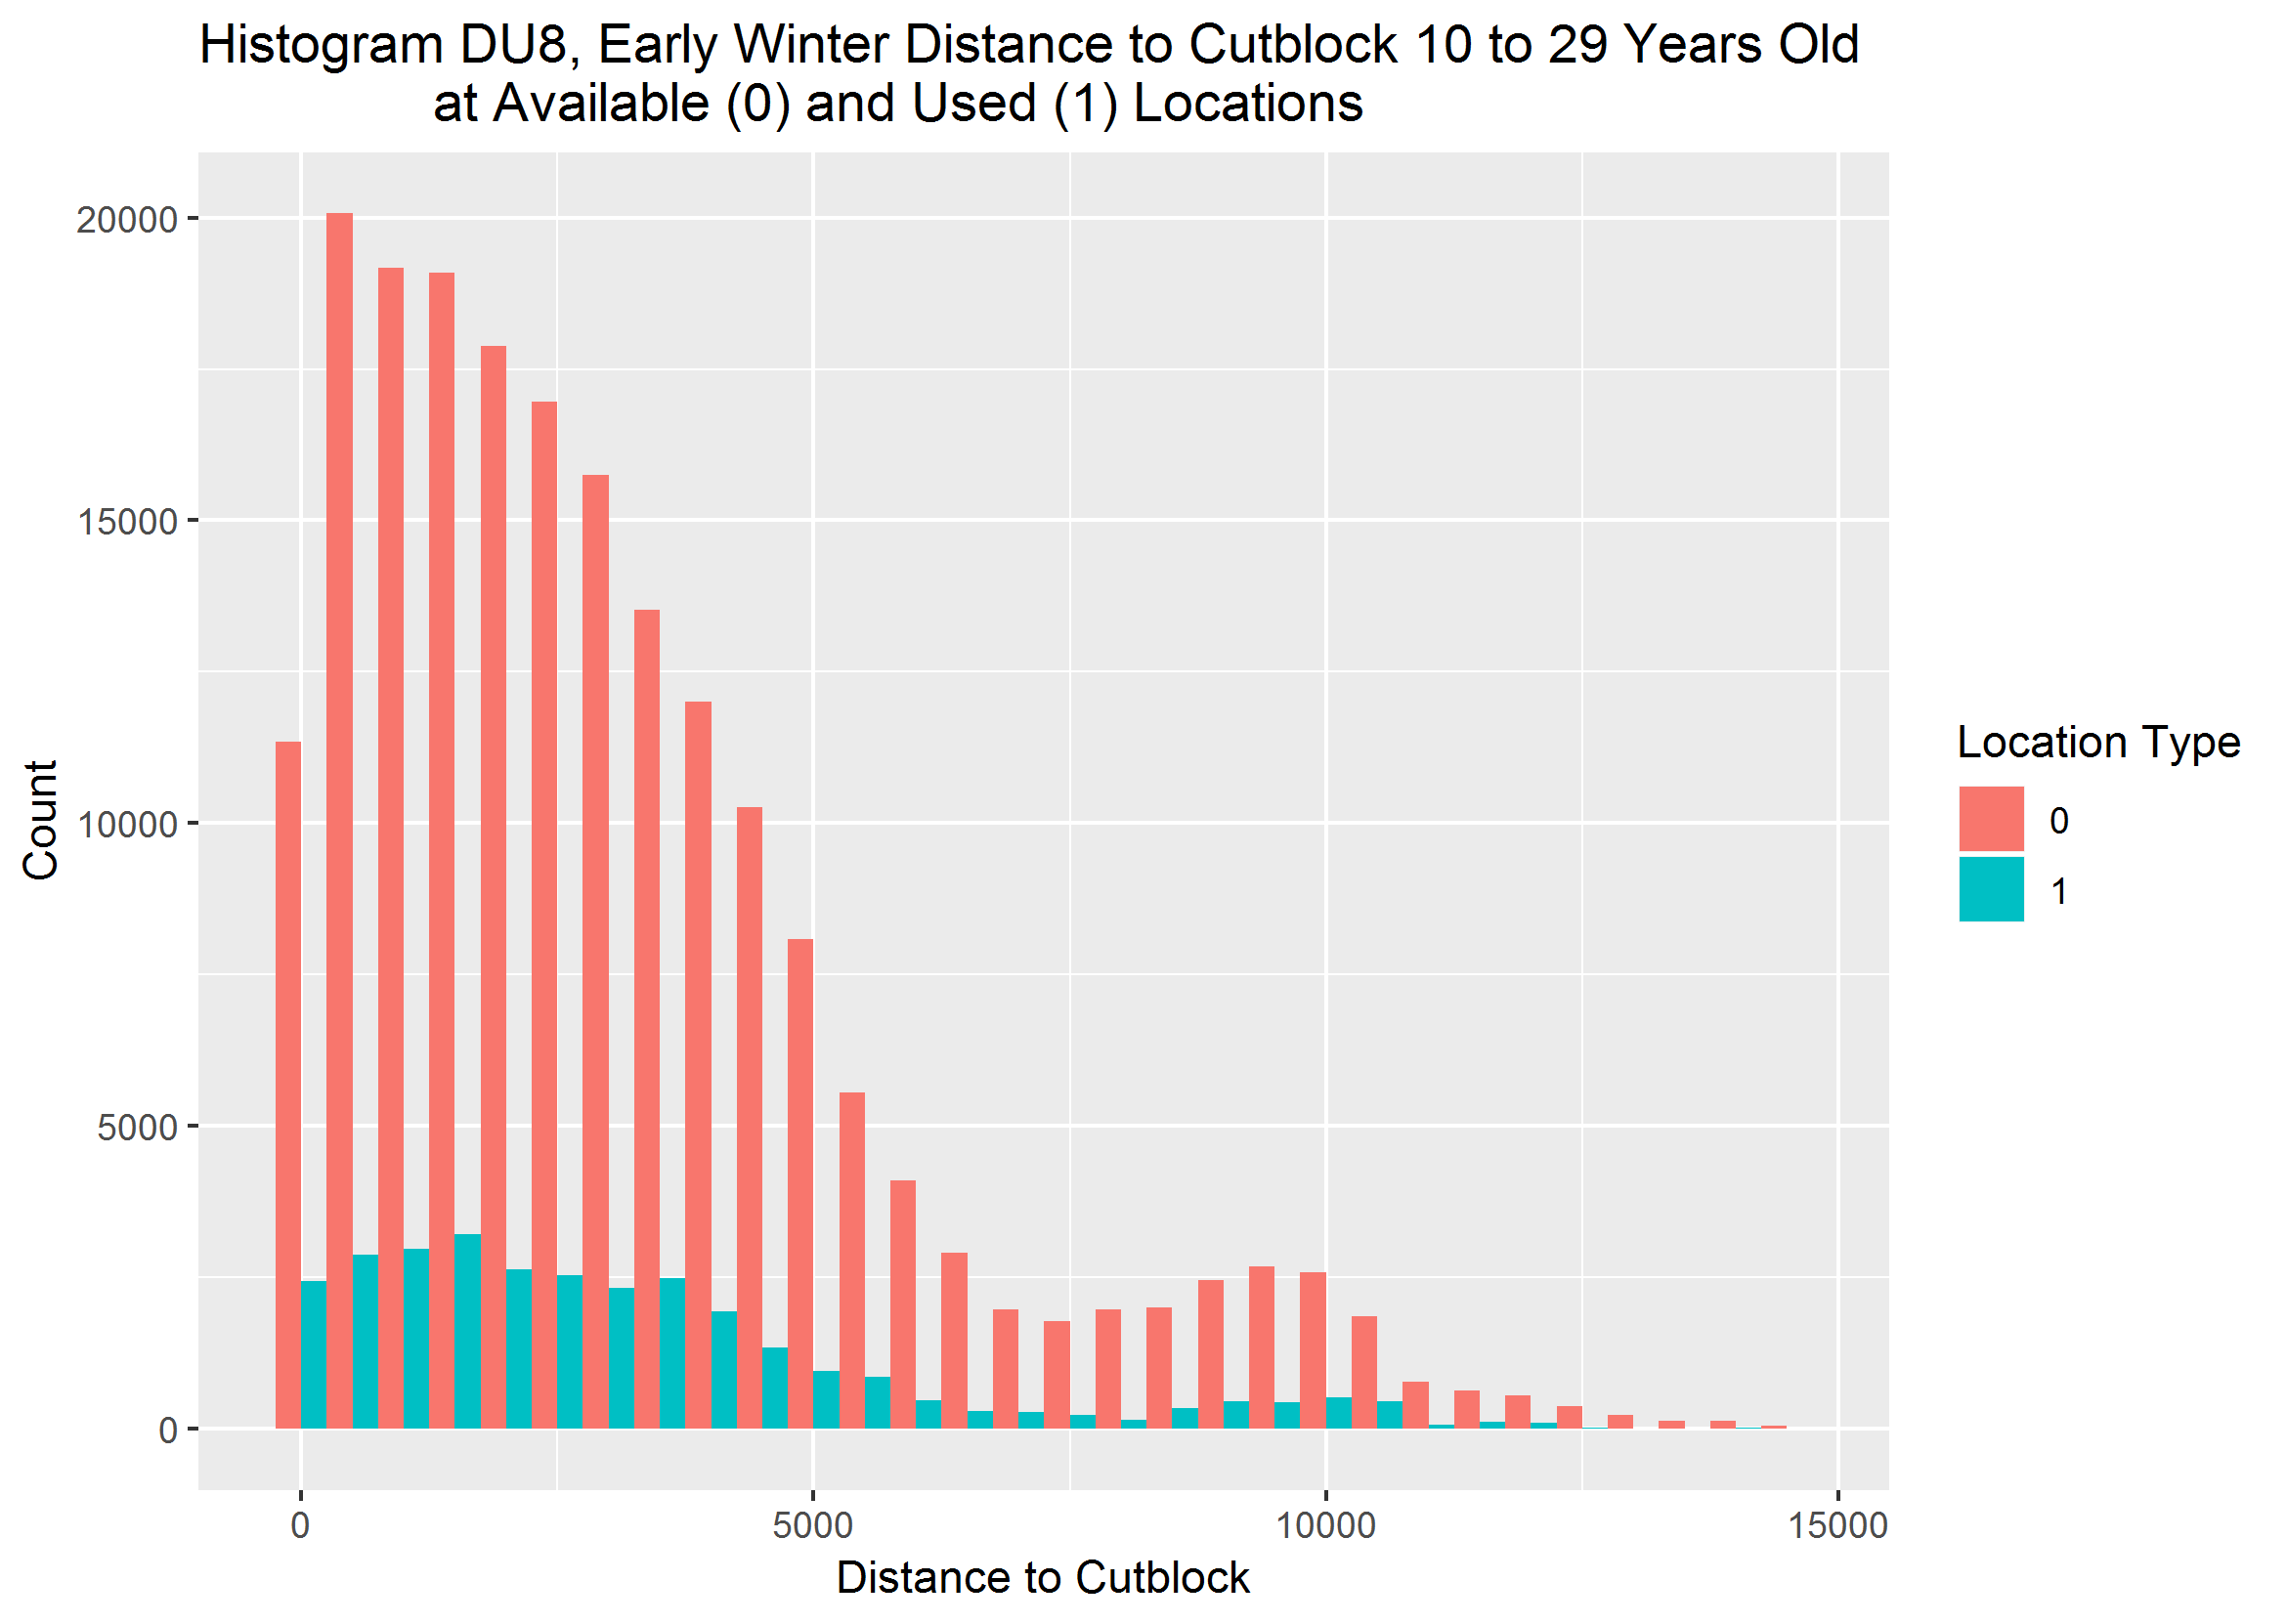 Histogram DU8, Early Winter Distance to Cutblock 10 to 29 Years Old
at Available (0) and Used (1) Locations
20000
15000
10000
5000
0
Count
0 5000 10000 15000
Distance to Cutblock
Location Type
0
1